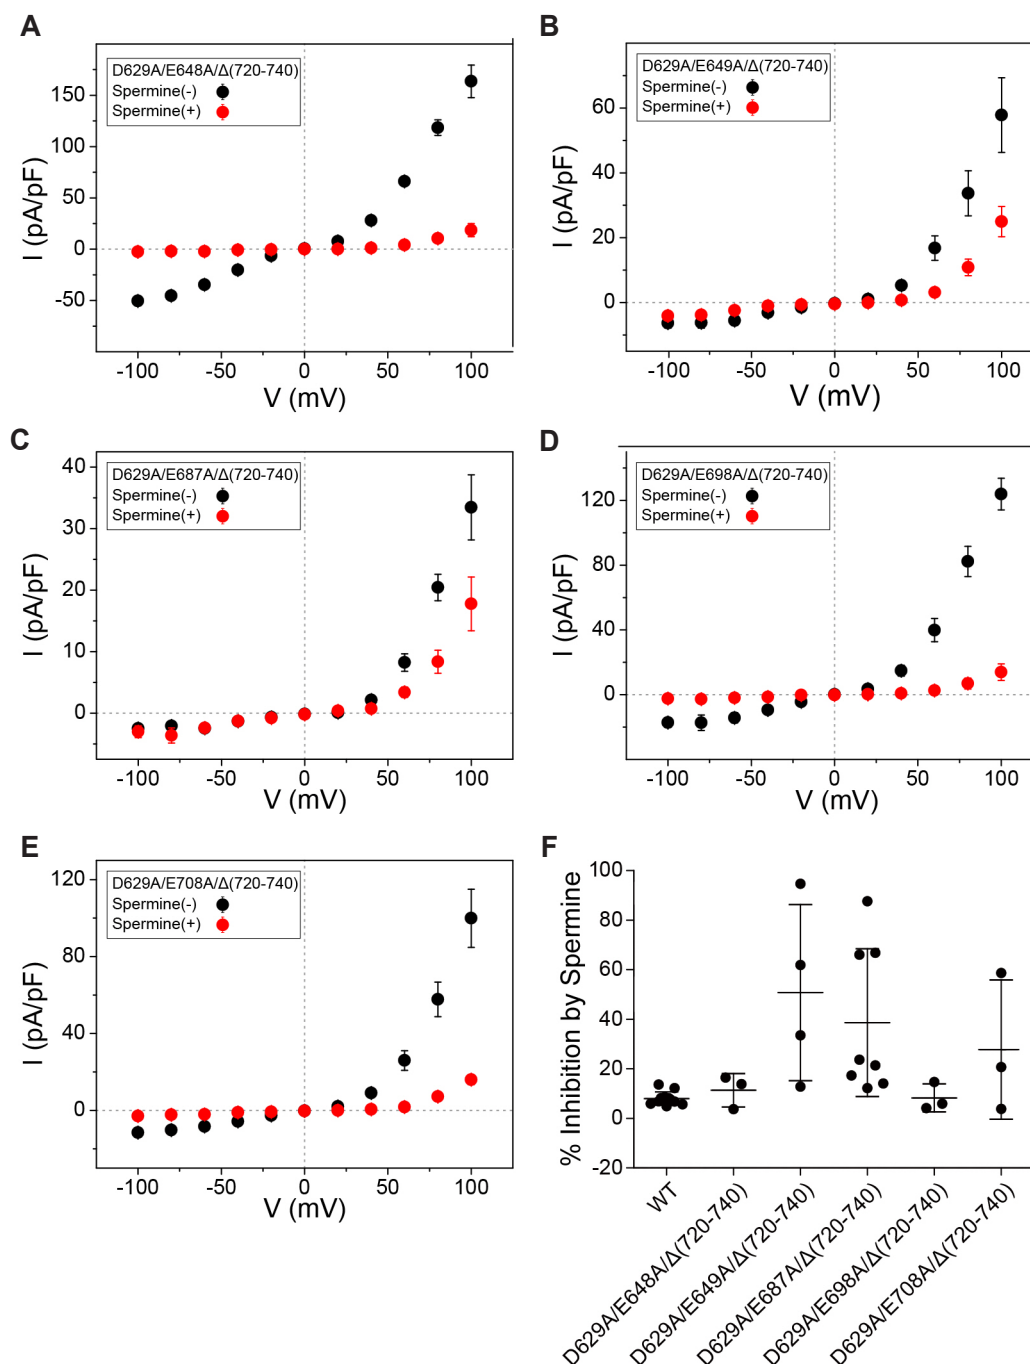 A
D629A/E648A/Δ(720-740)
Spermine(-)
Spermine(+)
150
100
50
0
-50
I (pA/pF)
-100
-50
0
50
100
V (mV)
B
D629A/E649A/Δ(720-740)
Spermine(-)
Spermine(+)
60
40
20
0
I (pA/pF)
-100
-50
0
50
100
V (mV)
C
D629A/E687A/Δ(720-740)
Spermine(-)
Spermine(+)
40
30
20
10
0
I (pA/pF)
-100
-50
0
50
100
V (mV)
D
D629A/E698A/Δ(720-740)
Spermine(-)
Spermine(+)
120
80
40
0
I (pA/pF)
-100
-50
0
50
100
V (mV)
E
D629A/E708A/Δ(720-740)
Spermine(-)
Spermine(+)
120
80
40
0
I (pA/pF)
-100
-50
0
50
100
V (mV)
F
% Inhibition by Spermine
100
80
60
40
20
0
-20
WT
D629A/E648A/Δ(720-740)
D629A/E649A/Δ(720-740)
D629A/E687A/Δ(720-740)
D629A/E698A/Δ(720-740)
D629A/E708A/Δ(720-740)